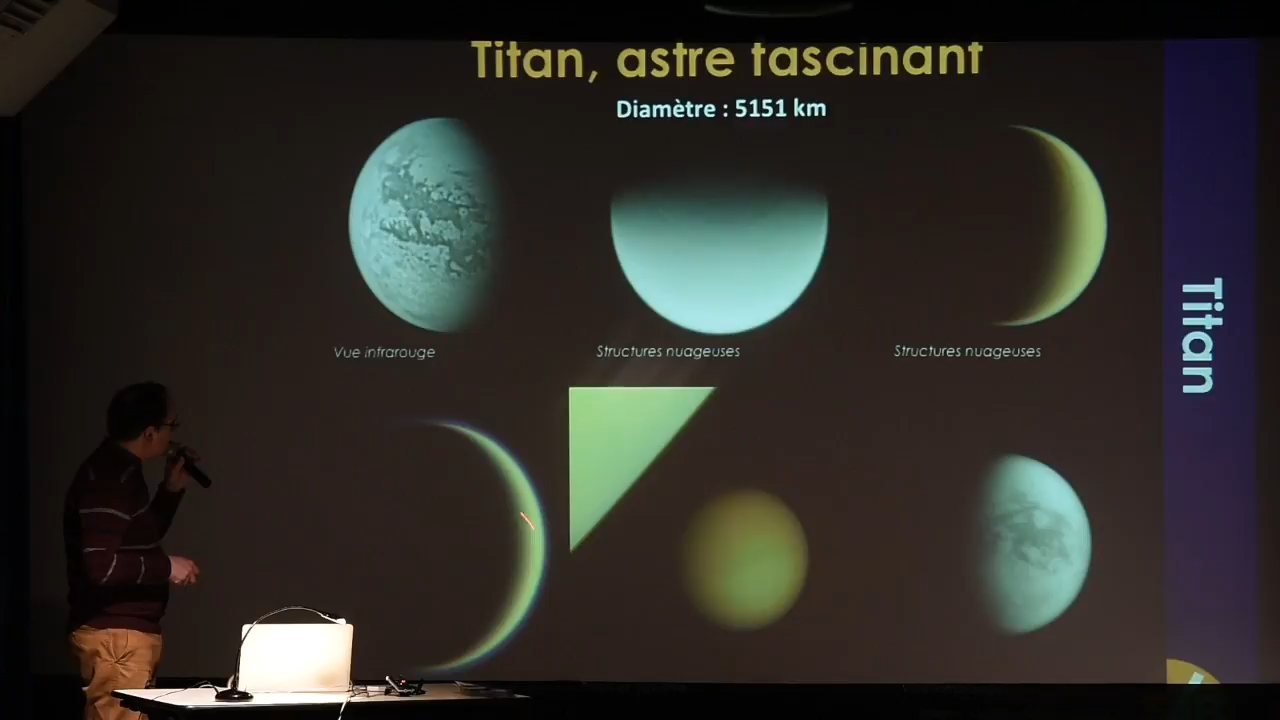 Titan, astre fascinant
Diamètre : 5151 km
Vue infrarouge
Structures nuageuses
Structures nuageuses
Titan